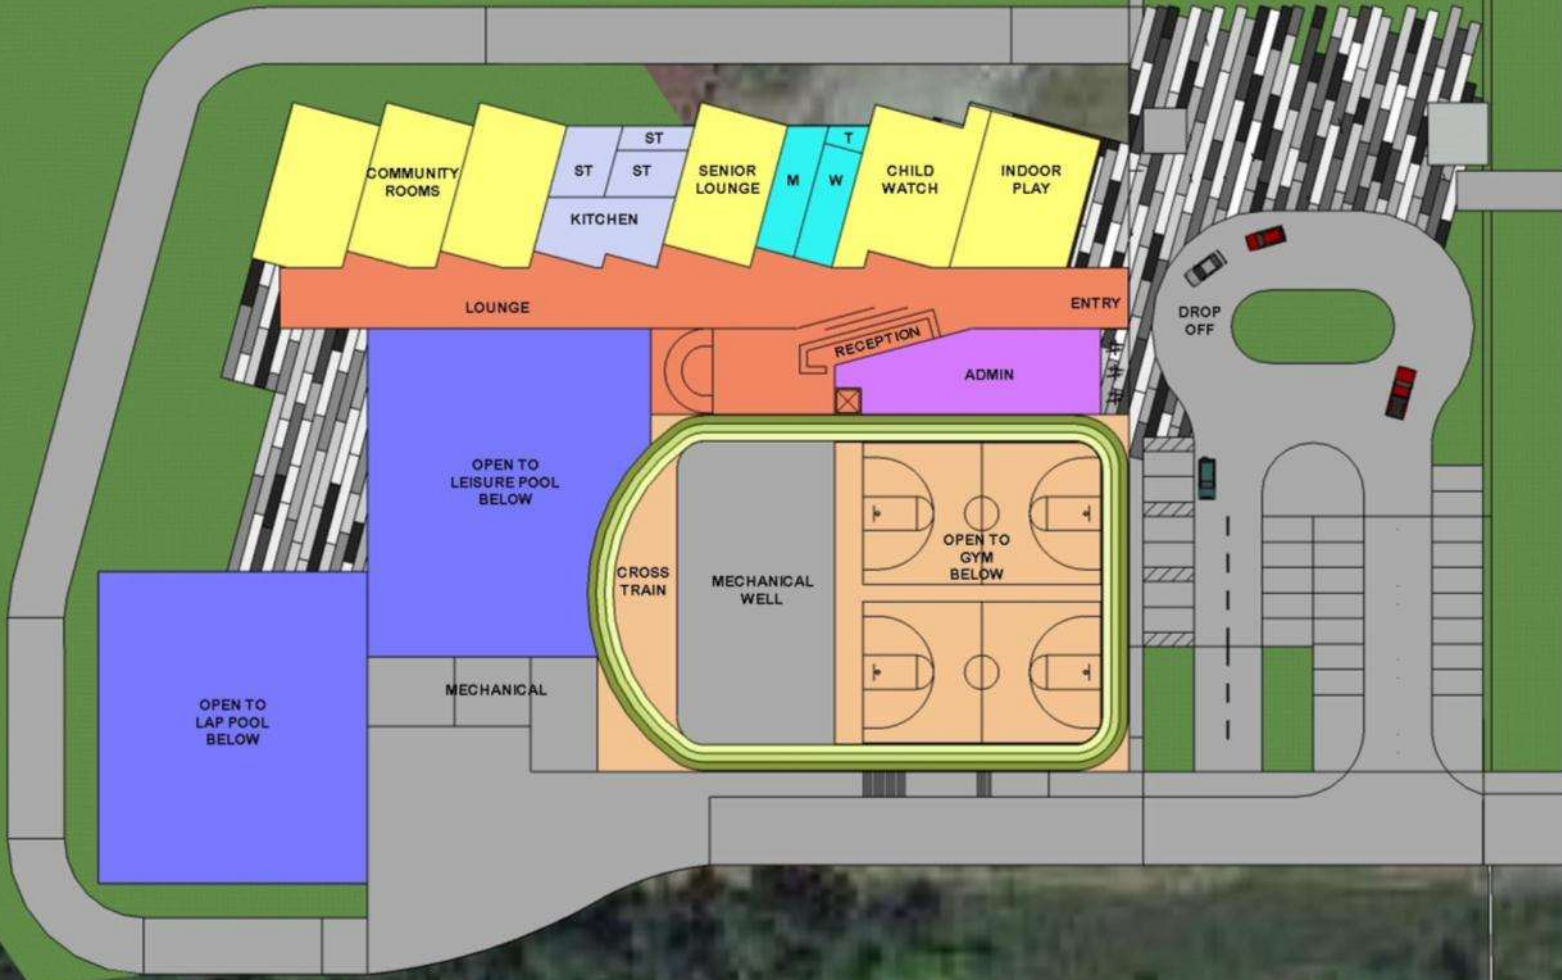 COMMUNITY
ROOMS
ST
ST
ST
KITCHEN
SENIOR
LOUNGE
M
T
W
CHILD
WATCH
INDOOR
PLAY
LOUNGE
ENTRY
RECEPTION
ADMIN
DROP
OFF
OPEN TO
LEISURE POOL
BELOW
CROSS
TRAIN
MECHANICAL
WELL
OPEN TO
GYM
BELOW
MECHANICAL
OPEN TO
LAP POOL
BELOW